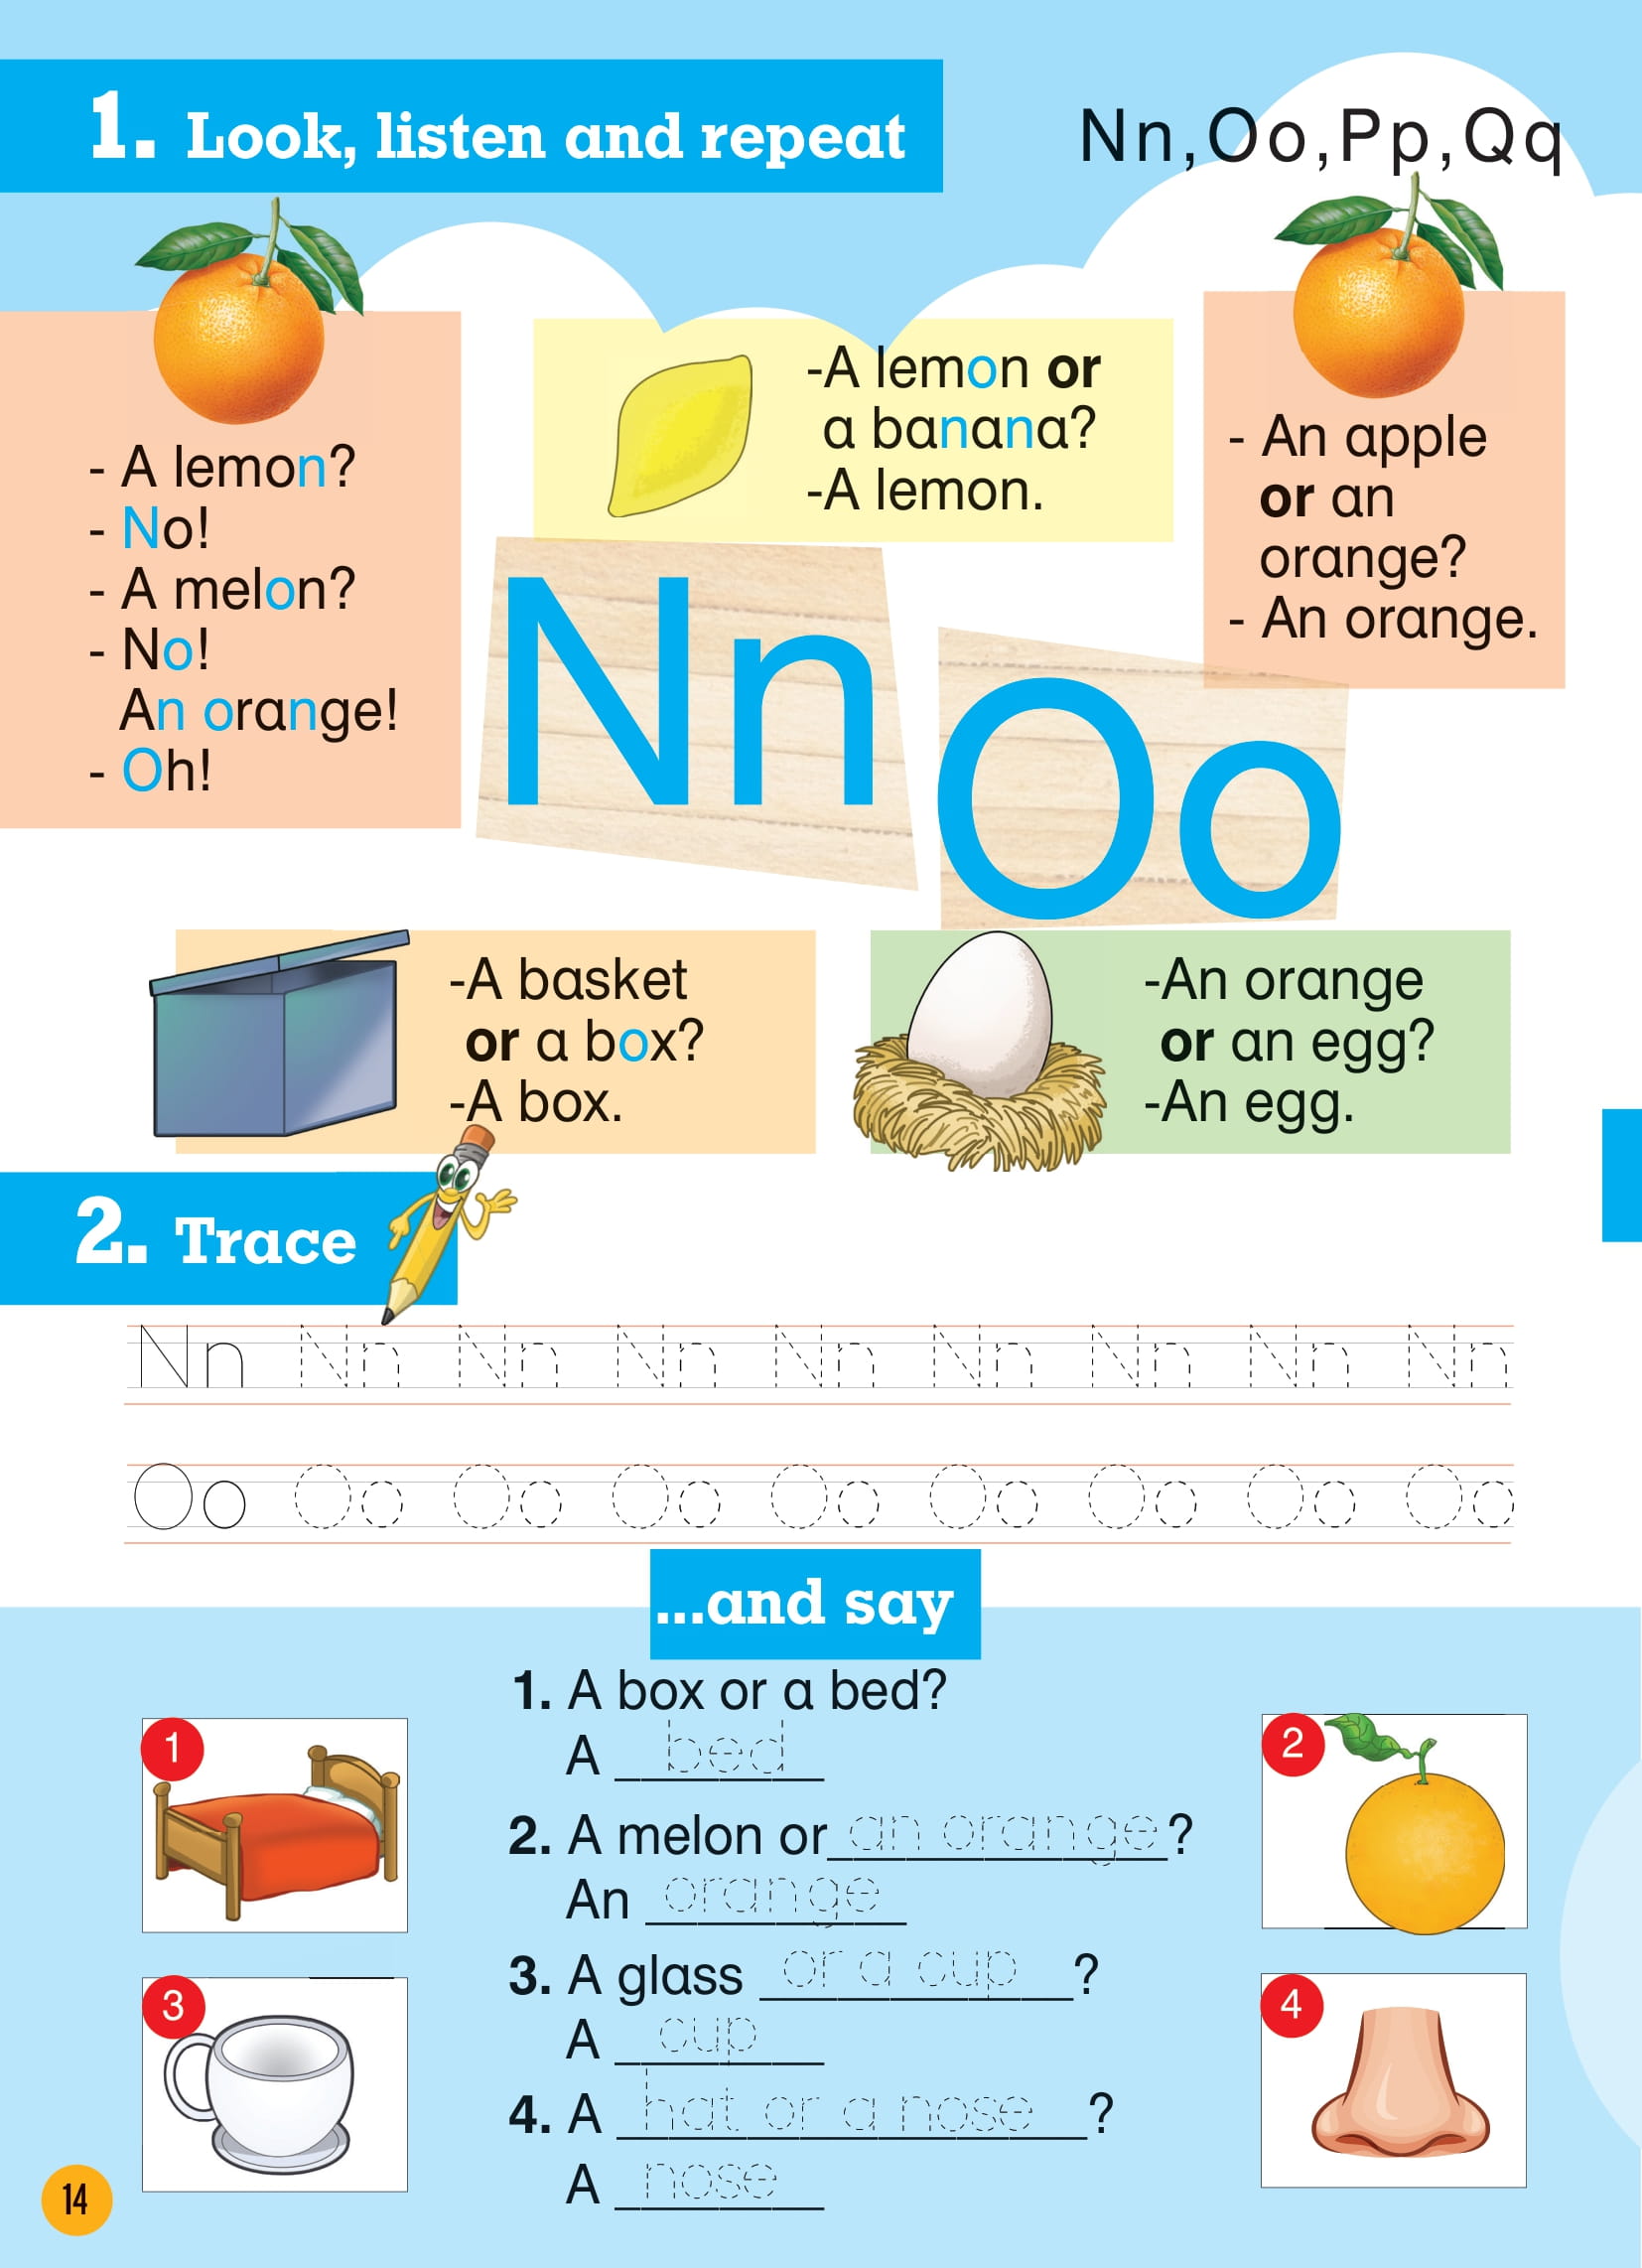 1. Look, listen and repeat
Nn,Oo,Pp,Qq
- A lemon?
- No!
- A melon?
- No!
An orange!
- Oh!
-A lemon or
a banana?
-A lemon.
- An apple
or an
orange?
- An orange.
Nn
Oo
-A basket
or a box?
-A box.
-An orange
or an egg?
-An egg.
2. Trace
Nn Nn Nn Nn Nn Nn Nn Nn Nn
Oo Oo Oo Oo Oo Oo Oo Oo Oo
...and say
1
2
3
4
1. A box or a bed?
A bed
2. A melon or an orange?
An orange
3. A glass or a cup?
A cup
4. A hat or a nose?
A nose
14